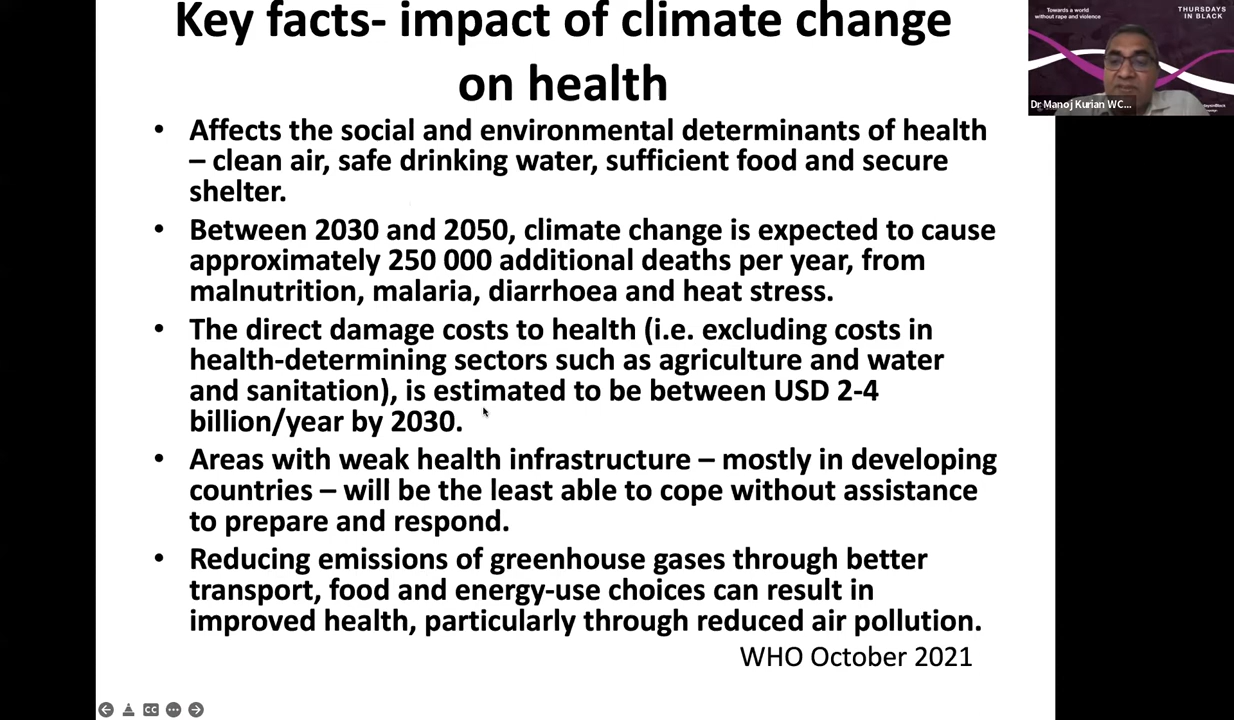 Key facts- impact of climate change
on health
• Affects the social and environmental determinants of health
– clean air, safe drinking water, sufficient food and secure
shelter.
• Between 2030 and 2050, climate change is expected to cause
approximately 250 000 additional deaths per year, from
malnutrition, malaria, diarrhoea and heat stress.
• The direct damage costs to health (i.e. excluding costs in
health-determining sectors such as agriculture and water
and sanitation), is estimated to be between USD 2-4
billion/year by 2030.
• Areas with weak health infrastructure – mostly in developing
countries – will be the least able to cope without assistance
to prepare and respond.
• Reducing emissions of greenhouse gases through better
transport, food and energy-use choices can result in
improved health, particularly through reduced air pollution.
WHO October 2021
CC
Towards a world
without rape and violence
THURSDAYS
IN BLACK
Dr Manoj Kurian WC...